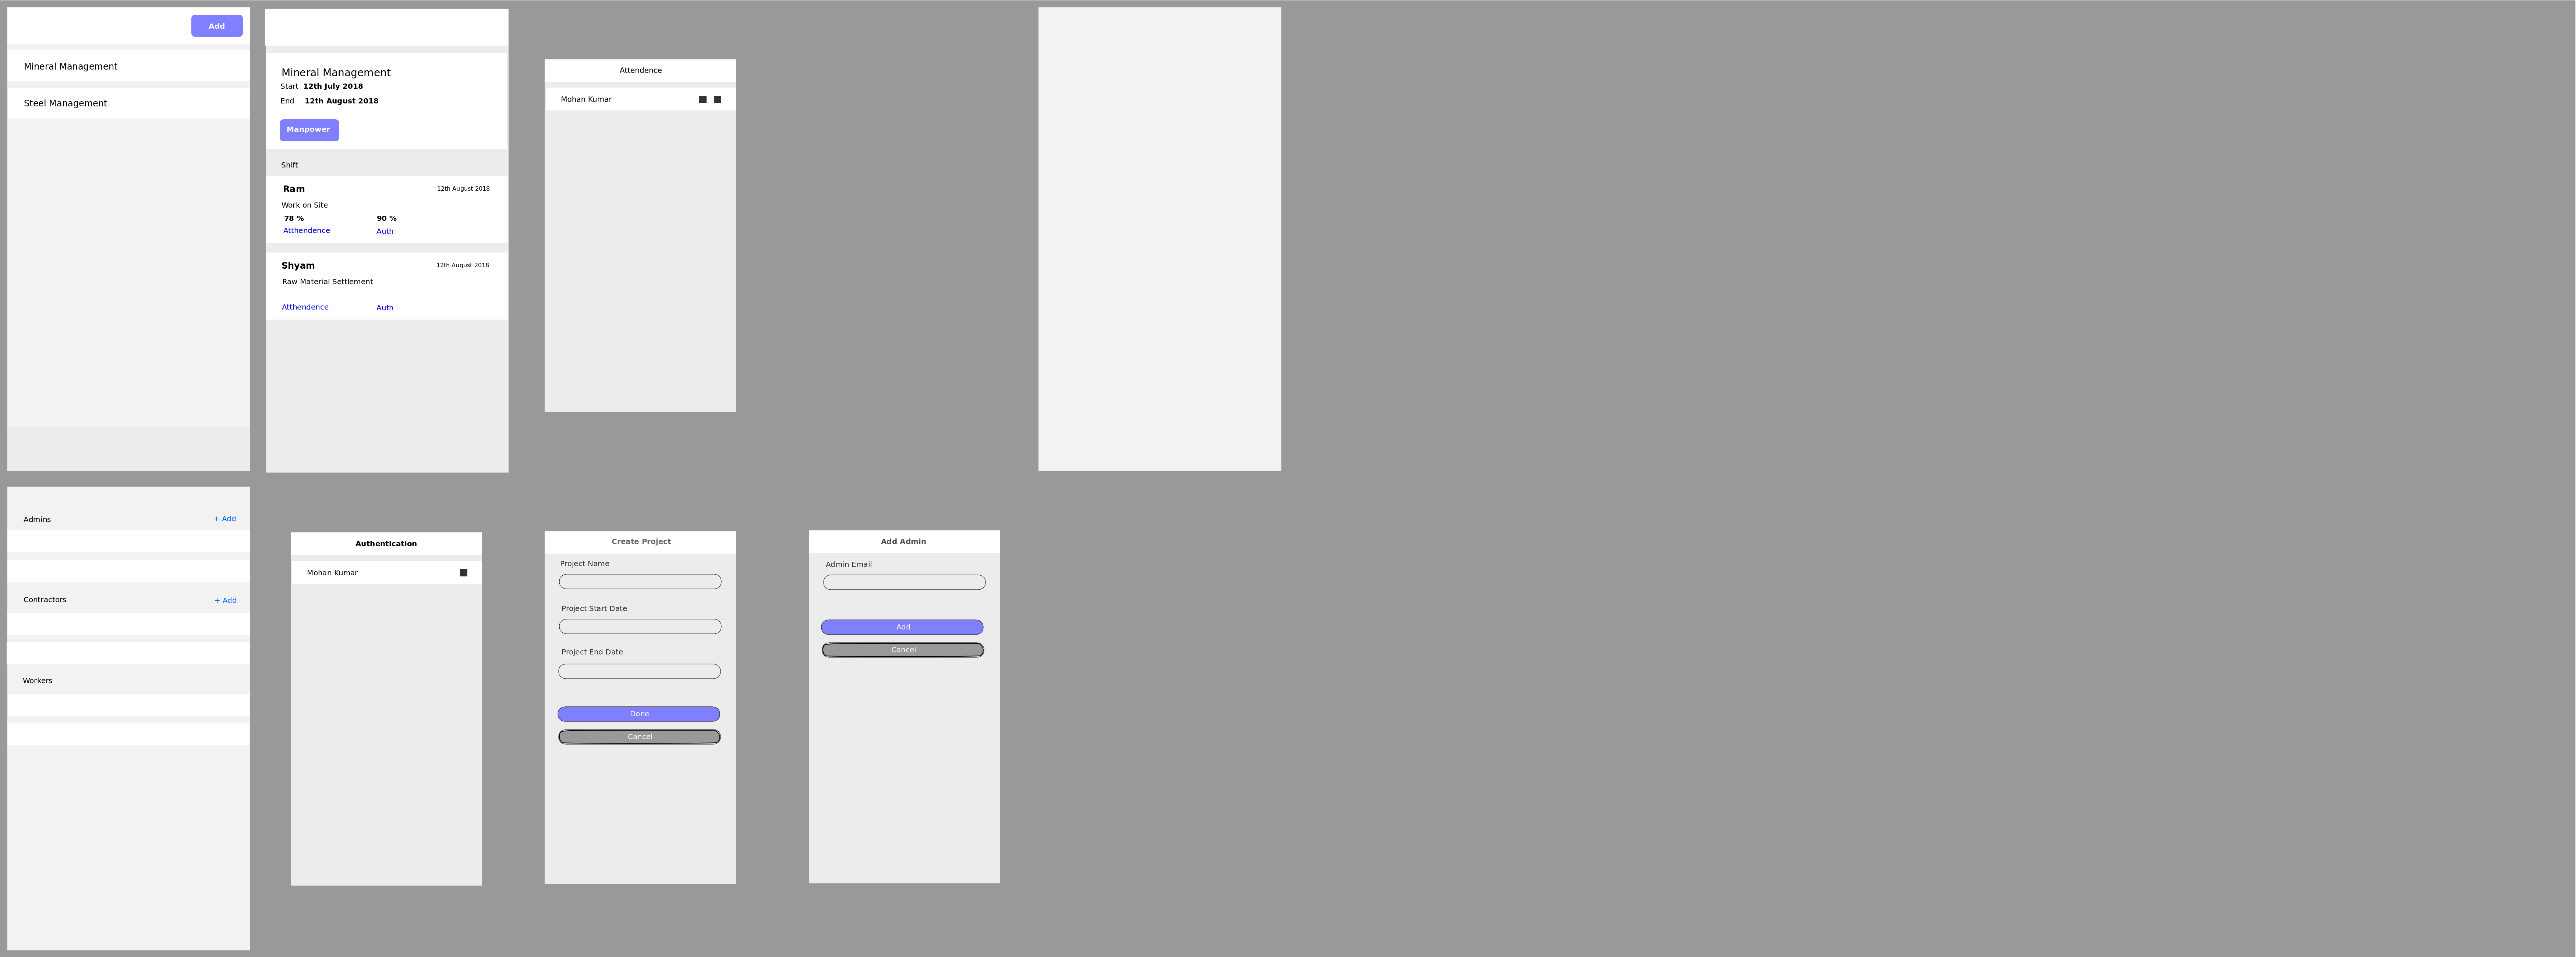 Add
Mineral Management
Steel Management
Mineral Management
Start 12th July 2018
End 12th August 2018
Manpower
Shift
Ram 12th August 2018
Work on Site
78 % 90 %
Atthendence Auth
Shyam 12th August 2018
Raw Material Settlement
Atthendence Auth
Attendence
Mohan Kumar
Admins + Add
Contractors + Add
Workers
Authentication
Mohan Kumar
Create Project
Project Name
Project Start Date
Project End Date
Done
Cancel
Add Admin
Admin Email
Add
Cancel